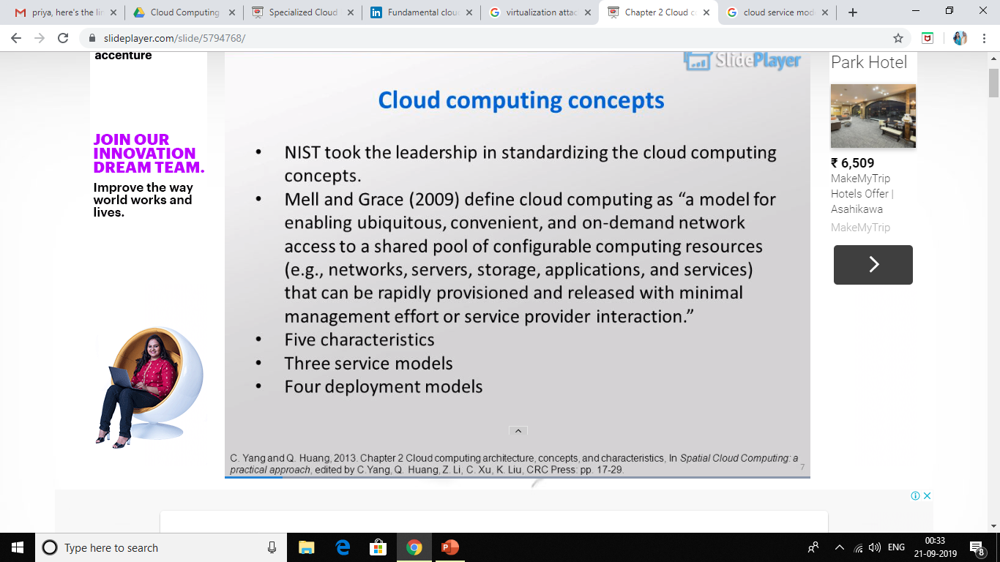 priya, here's the lin
Cloud Computing
Specialized Cloud
Fundamental clou
virtualization attac
Chapter 2 Cloud c
cloud service mod
slideplayer.com/slide/5794768/
accenture
JOIN OUR
INNOVATION
DREAM TEAM.
Improve the way
world works and
lives.
SlidePlayer
Cloud computing concepts
• NIST took the leadership in standardizing the cloud computing
concepts.
• Mell and Grace (2009) define cloud computing as “a model for
enabling ubiquitous, convenient, and on-demand network
access to a shared pool of configurable computing resources
(e.g., networks, servers, storage, applications, and services)
that can be rapidly provisioned and released with minimal
management effort or service provider interaction.”
• Five characteristics
• Three service models
• Four deployment models
C. Yang and Q. Huang, 2013. Chapter 2 Cloud computing architecture, concepts, and characteristics, In Spatial Cloud Computing: a
practical approach, edited by C.Yang, Q. Huang, Z. Li, C. Xu, K. Liu, CRC Press: pp. 17-29.
7
Park Hotel
₹ 6,509
MakeMyTrip
Hotels Offer |
Asahikawa
MakeMyTrip
Type here to search
ENG
00:33
21-09-2019
8